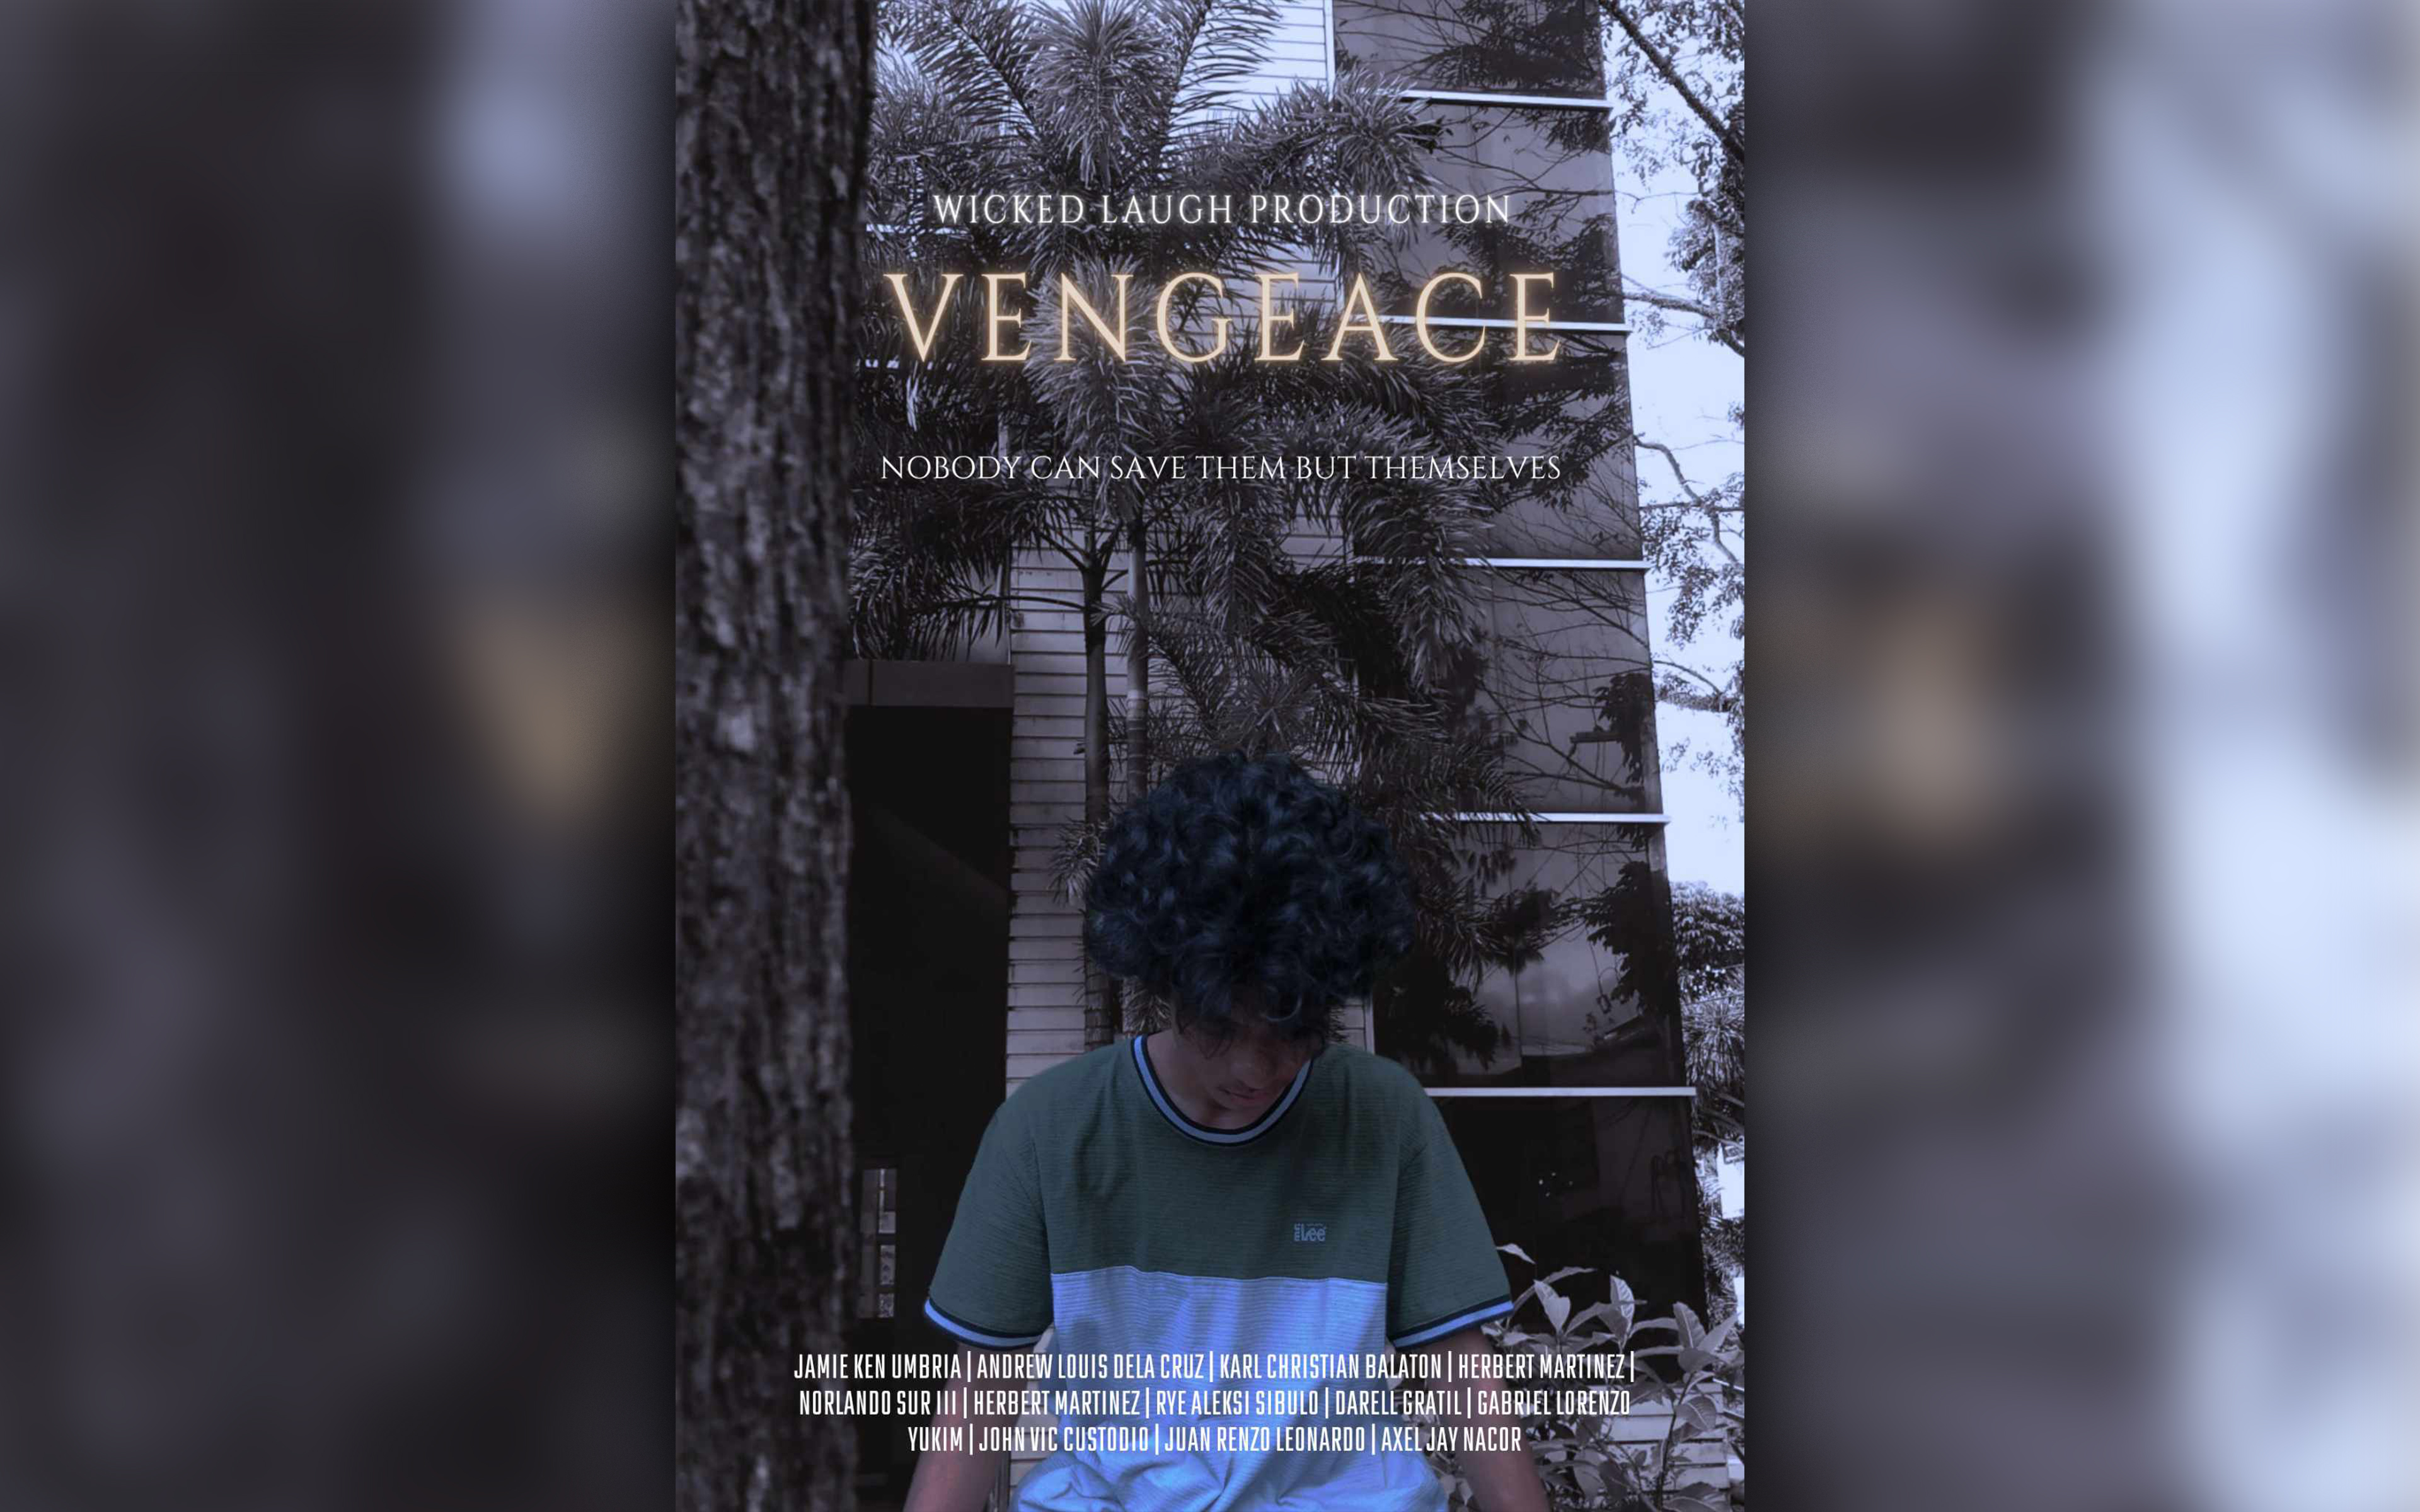 WICKED LAUGH PRODUCTION
VENGEACE
NOBODY CAN SAVE THEM BUT THEMSELVES
Lee
JAMIE KEN UMBRIA | ANDREW LOUIS DELA CRUZ | KARL CHRISTIAN BALATON | HERBERT MARTINEZ |
NORLANDO SUR III | HERBERT MARTINEZ | RYE ALEKSI SIBULO | DARELL GRATIL | GABRIEL LORENZO
YUKIM | JOHN VIC CUSTODIO | JUAN RENZO LEONARDO | AXEL JAY NACOR